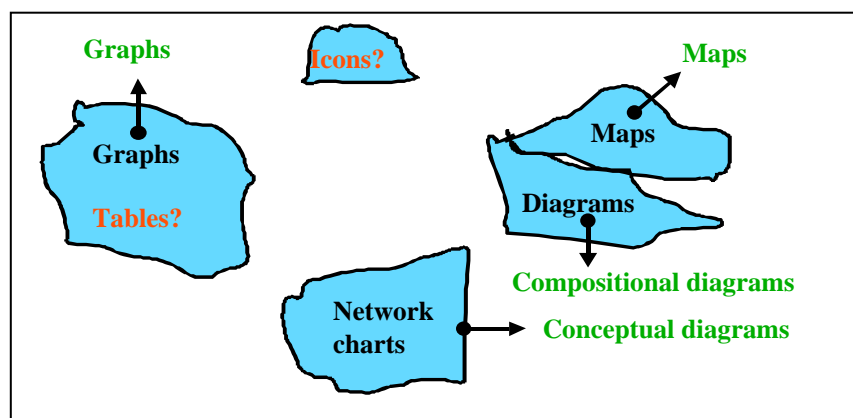 Graphs
Icons?
Maps
Graphs
Maps
Tables?
Diagrams
Compositional diagrams
Network
charts
Conceptual diagrams